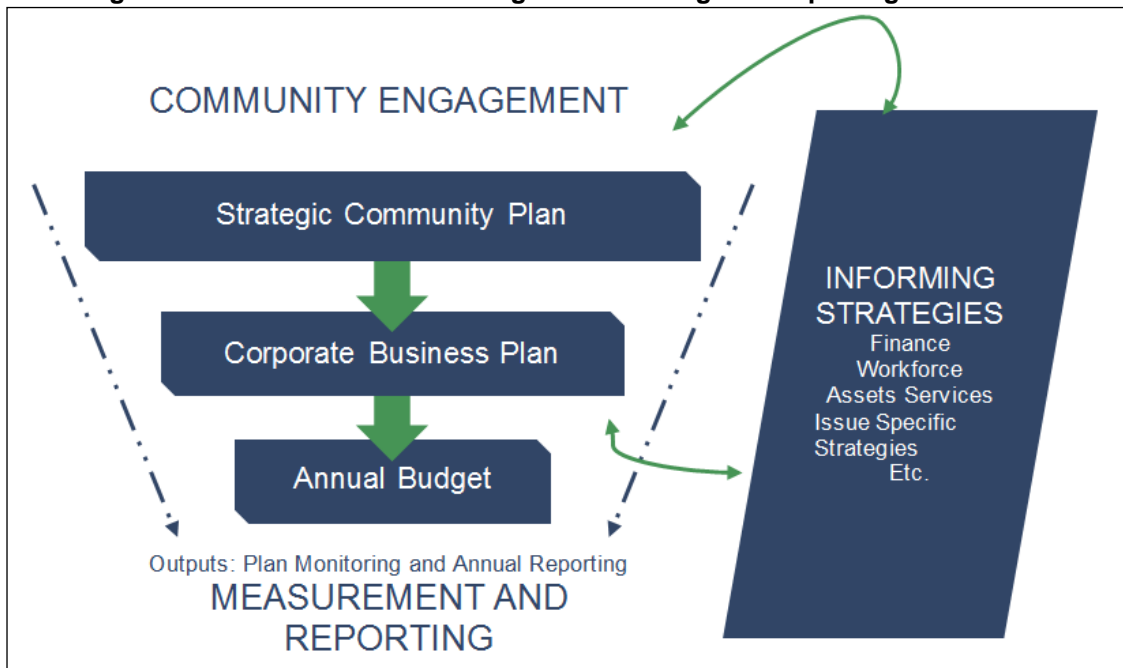 COMMUNITY ENGAGEMENT
Strategic Community Plan
Corporate Business Plan
Annual Budget
Outputs: Plan Monitoring and Annual Reporting
MEASUREMENT AND
REPORTING
INFORMING
STRATEGIES
Finance
Workforce
Assets Services
Issue Specific
Strategies
Etc.